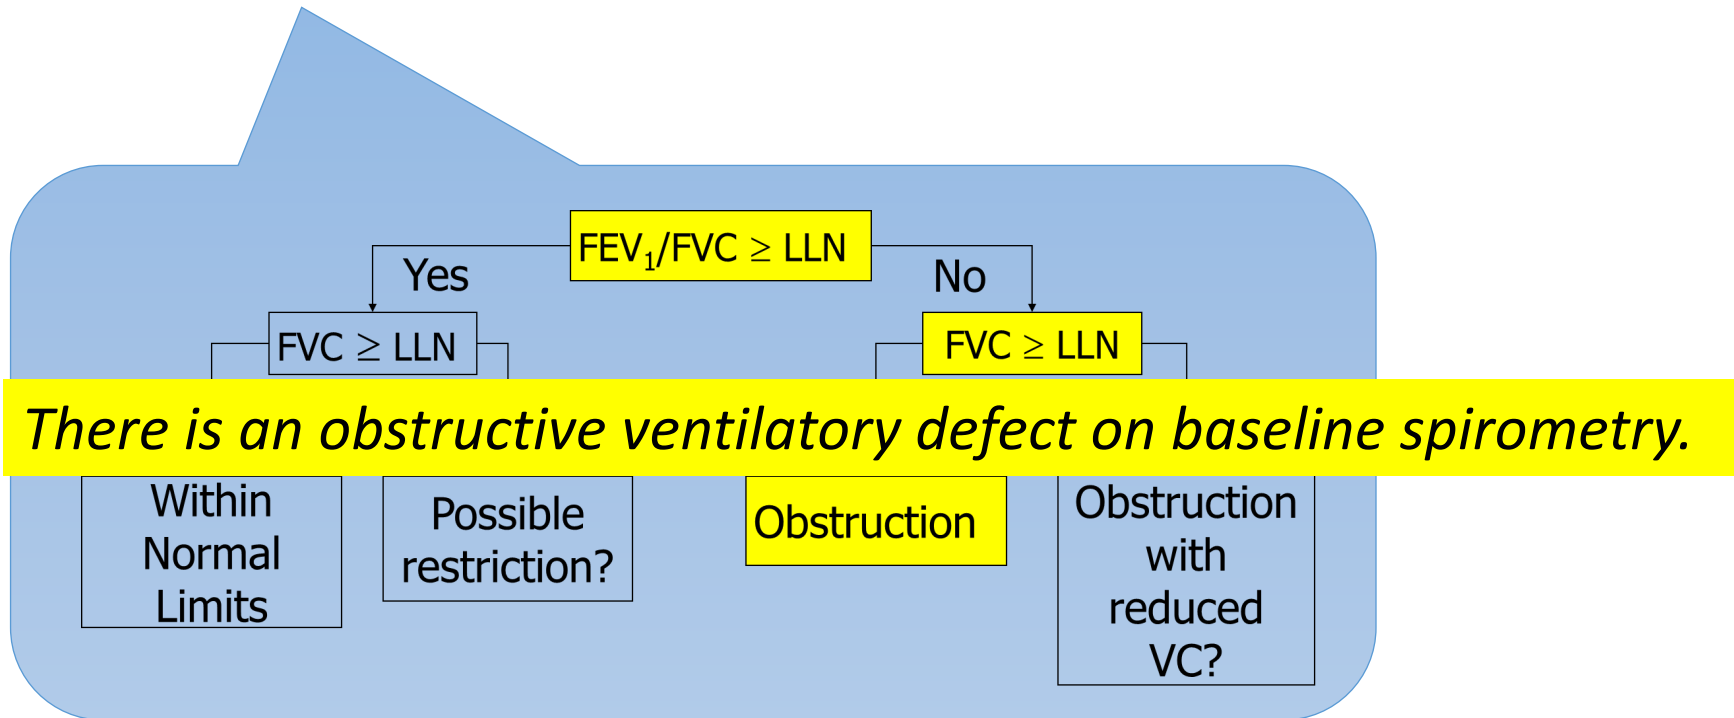 FEV₁/FVC ≥ LLN
Yes
No
FVC ≥ LLN
FVC ≥ LLN
There is an obstructive ventilatory defect on baseline spirometry.
Within
Normal
Limits
Possible
restriction?
Obstruction
Obstruction
with
reduced
VC?